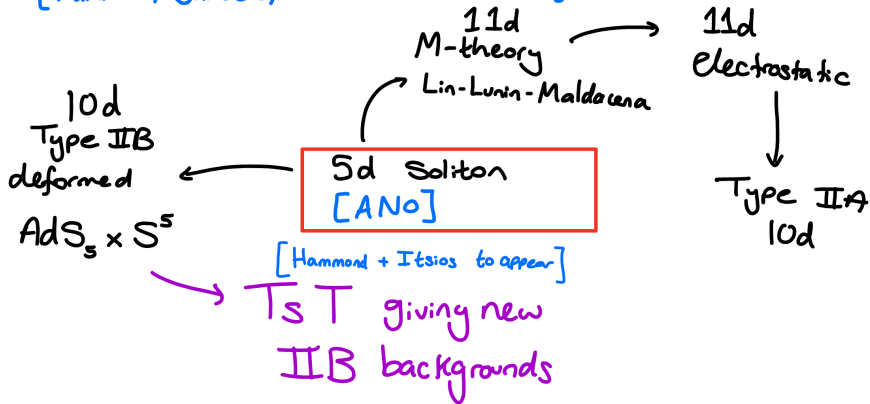 11d
M-theory
Lin-Lunin-Maldacena
11d
electrostatic
10d
Type IIB
deformed
AdS₅ × S⁵
5d Soliton
[ANO]
Type IIA
10d
[Hammond + Itsios to appear]
TsT giving new
IIB backgrounds